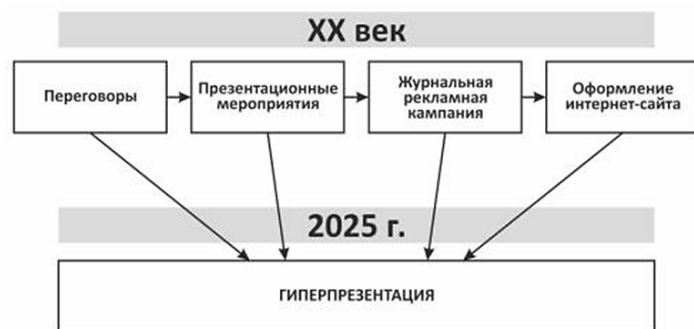 XX век
Переговоры
Презентационные
мероприятия
Журнальная
рекламная
кампания
Оформление
интернет-сайта
2025 г.
ГИПЕРПРЕЗЕНТАЦИЯ